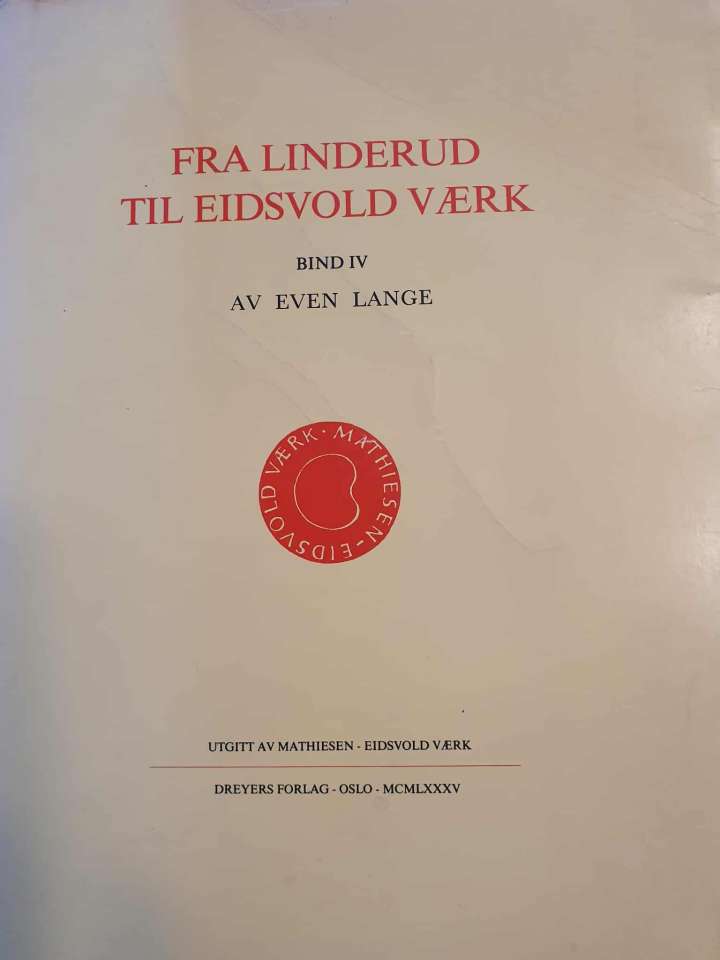 FRA LINDERUD
TIL EIDSVOLD VÆRK
BIND IV
AV EVEN LANGE
MATHIESEN - EIDSVOLD VÆRK ·
UTGITT AV MATHIESEN - EIDSVOLD VÆRK
DREYERS FORLAG - OSLO - MCMLXXXV